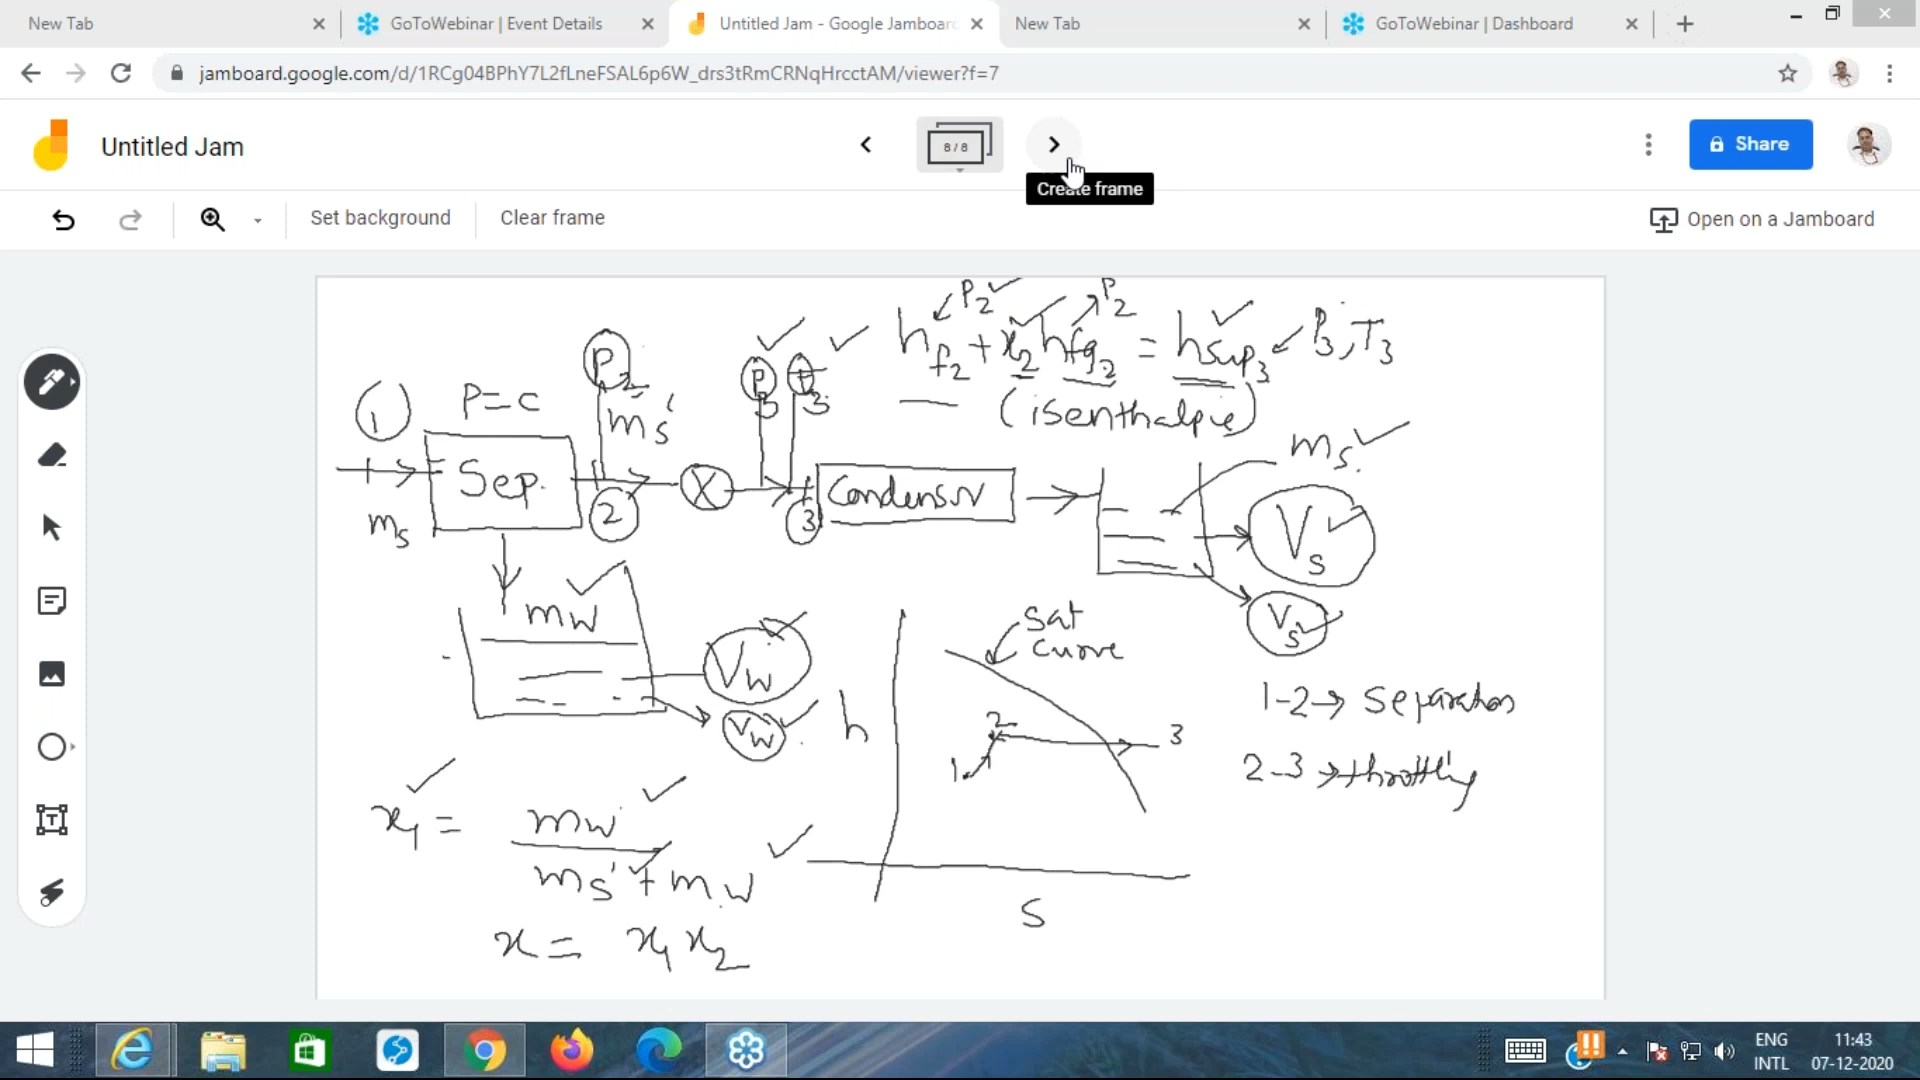 New Tab
GoToWebinar | Event Details
Untitled Jam - Google Jamboard
New Tab
GoToWebinar | Dashboard
jamboard.google.com/d/1RCg04BPhY7L2fLneFSAL6p6W_drs3tRmCRNqHrcctAM/viewer?f=7
Untitled Jam
8 / 8
Share
Create frame
Set background
Clear frame
Open on a Jamboard
P2 P2
hf2 + x2 hfg2 = hsup3 P3, T3
(isenthalpic)
1 P=c P2 ms' P3 3
ms
Sep. 2 X 3 Condensor
ms
Vs
Vs
mw
Vw
Vw
h
Sat
Curve
1 2 3
S
1-2→ Separation
2-3→ throttling
x1 = mw
ms' + mw
x = x1 x2
ENG 11:43
INTL 07-12-2020